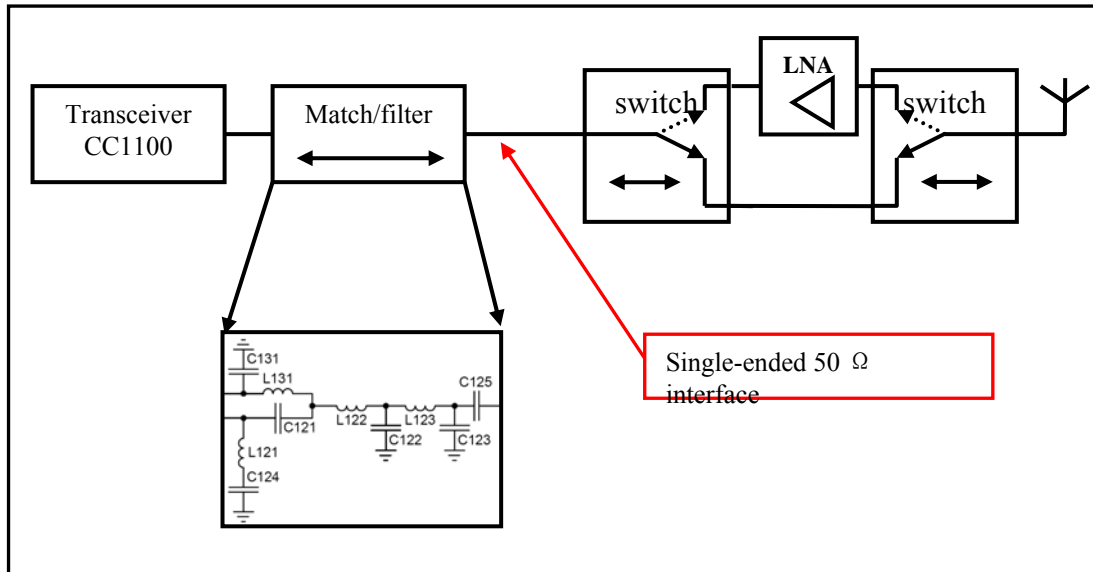 Transceiver
CC1100
Match/filter
switch
LNA
switch
Single-ended 50 Ω
interface
C131
L131
C121
L121
C124
L122
C122
L123
C123
C125